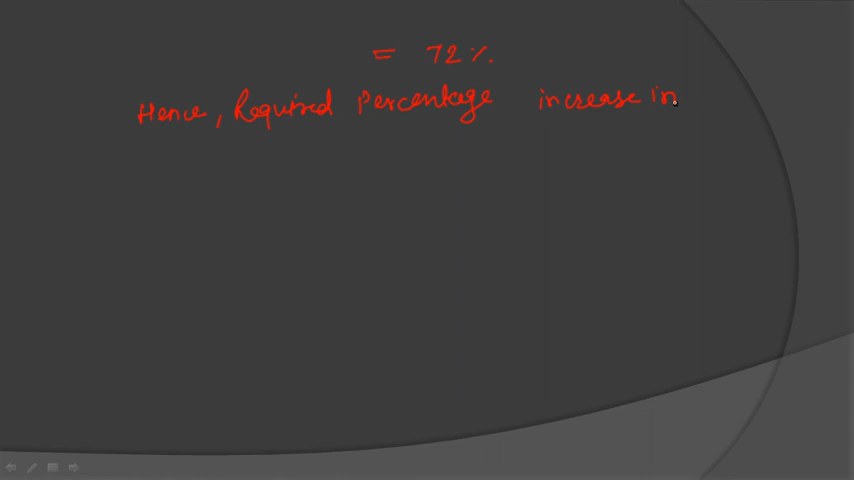 = 72%.
Hence, Required Percentage increase in